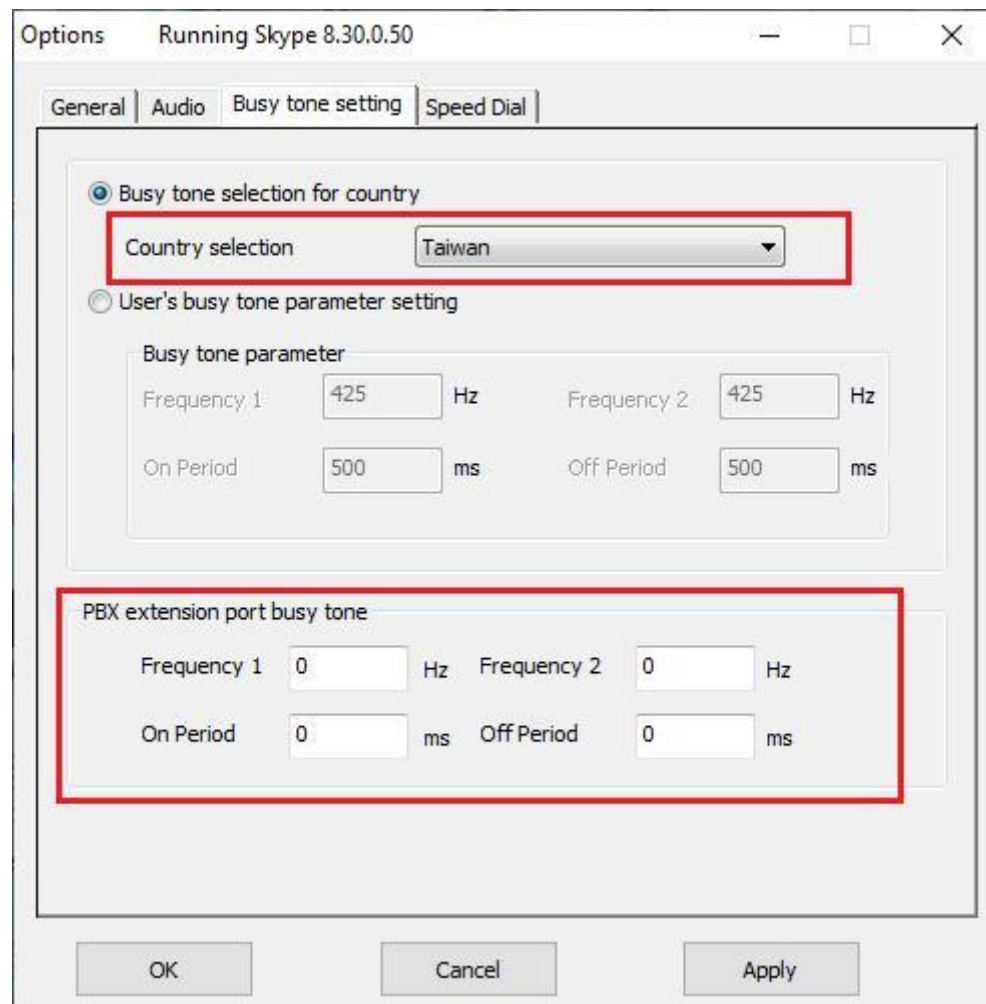 Options Running Skype 8.30.0.50
General Audio Busy tone setting Speed Dial
Busy tone selection for country
Country selection Taiwan
User's busy tone parameter setting
Busy tone parameter
Frequency 1 425 Hz Frequency 2 425 Hz
On Period 500 ms Off Period 500 ms
PBX extension port busy tone
Frequency 1 0 Hz Frequency 2 0 Hz
On Period 0 ms Off Period 0 ms
OK Cancel Apply